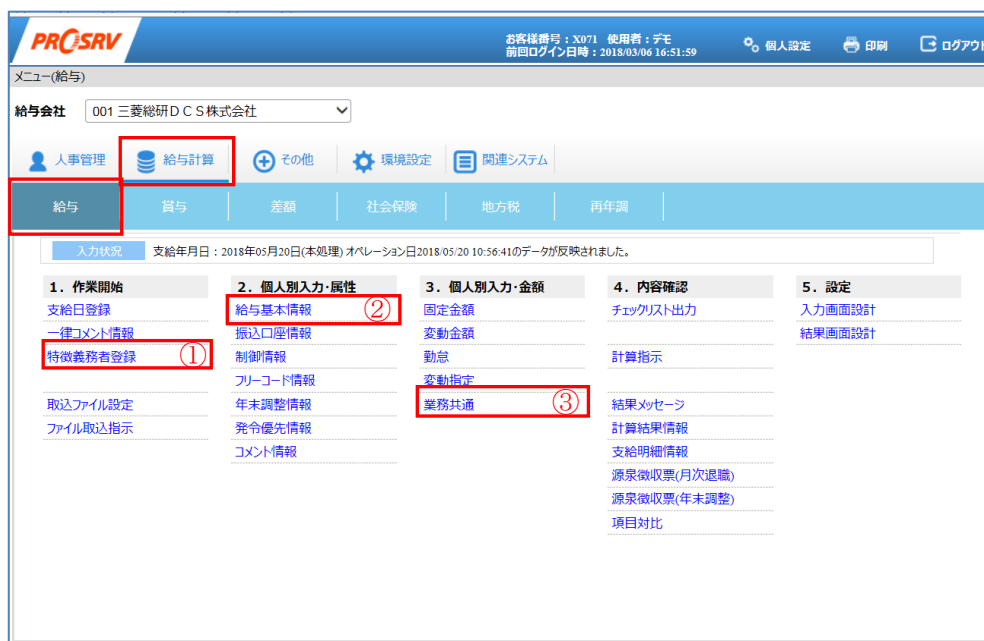 PROSRV
お客様番号：X071 使用者：デモ
前回ログイン日時：2018/03/06 16:51:59
個人設定
印刷
ログアウト
メニュー(給与)
給与会社 001 三菱総研ＤＣＳ株式会社
人事管理 給与計算 その他 環境設定 関連システム
給与 賞与 差額 社会保険 地方税 再年調
入力状況 支給年月日：2018年05月20日(本処理) オペレーション日2018/05/20 10:56:41のデータが反映されました。
1．作業開始
支給日登録
一律コメント情報
特徴義務者登録 ①
取込ファイル設定
ファイル取込指示
2．個人別入力･属性
給与基本情報 ②
振込口座情報
制御情報
フリーコード情報
年末調整情報
発令優先情報
コメント情報
3．個人別入力･金額
固定金額
変動金額
勤怠
変動指定
業務共通 ③
4．内容確認
チェックリスト出力
計算指示
結果メッセージ
計算結果情報
支給明細情報
源泉徴収票(月次退職)
源泉徴収票(年末調整)
項目対比
5．設定
入力画面設計
結果画面設計